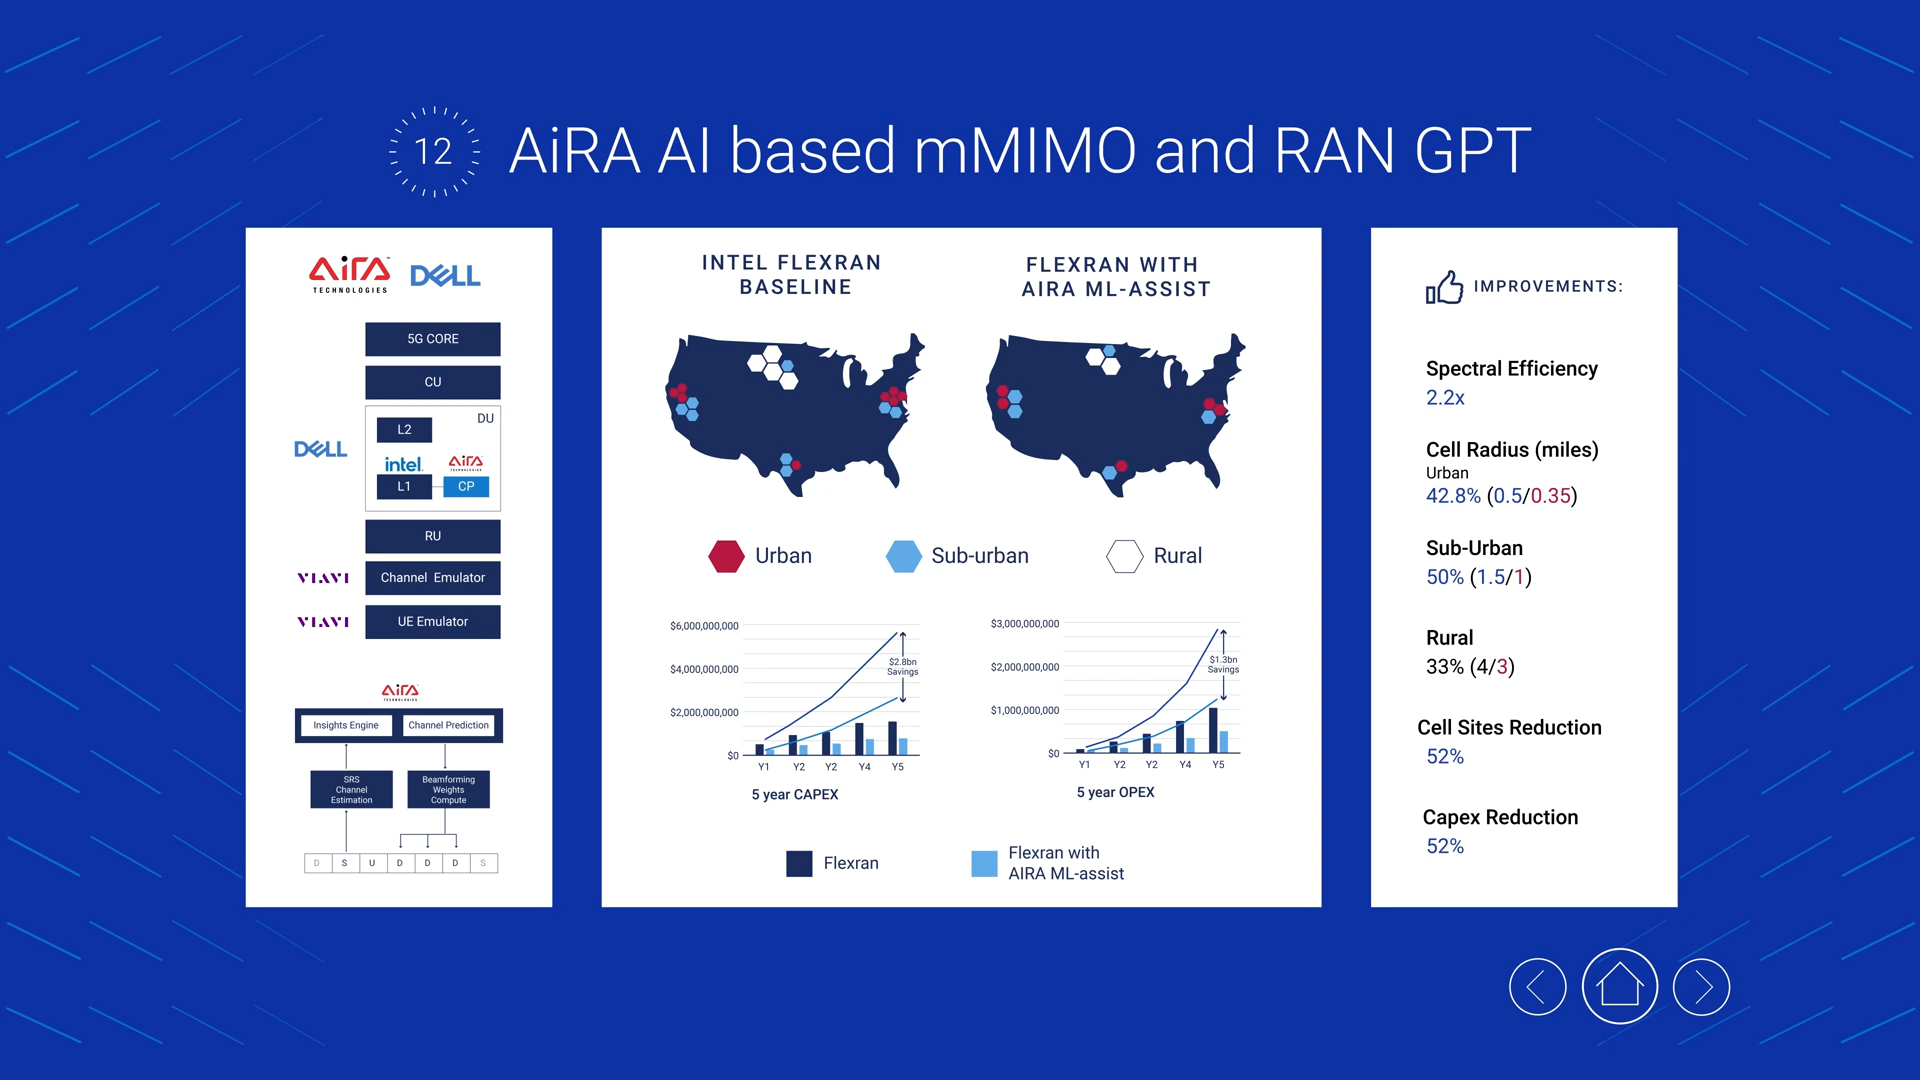 12
AiRA AI based mMIMO and RAN GPT
AirA
TECHNOLOGIES
DELL
5G CORE
CU
DU
L2
DELL
intel.
AirA
TECHNOLOGIES
L1
CP
RU
VIAVI
Channel Emulator
VIAVI
UE Emulator
AirA
TECHNOLOGIES
Insights Engine
Channel Prediction
SRS
Channel
Estimation
Beamforming
Weights
Compute
D S U D D D S
INTEL FLEXRAN
BASELINE
FLEXRAN WITH
AIRA ML-ASSIST
Urban
Sub-urban
Rural
$6,000,000,000
$4,000,000,000
$2,000,000,000
$0
$2.8bn
Savings
Y1 Y2 Y2 Y4 Y5
5 year CAPEX
$3,000,000,000
$2,000,000,000
$1,000,000,000
$0
$1.3bn
Savings
Y1 Y2 Y2 Y4 Y5
5 year OPEX
Flexran
Flexran with
AIRA ML-assist
IMPROVEMENTS:
Spectral Efficiency
2.2x
Cell Radius (miles)
Urban
42.8% (0.5/0.35)
Sub-Urban
50% (1.5/1)
Rural
33% (4/3)
Cell Sites Reduction
52%
Capex Reduction
52%